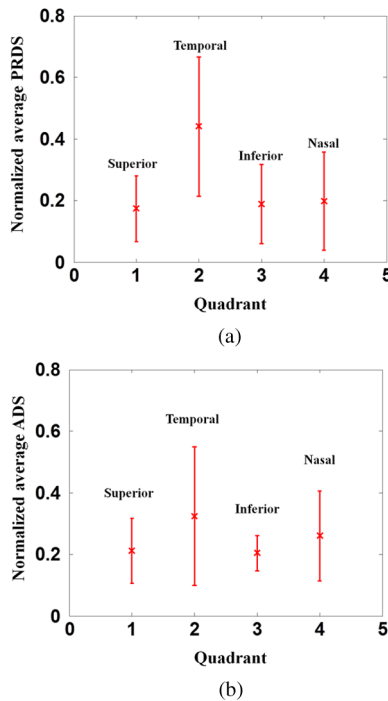 Normalized average PRDS
0.8
0.6
0.4
0.2
0
Temporal
Superior
Inferior
Nasal
0 1 2 3 4 5
Quadrant
(a)
Normalized average ADS
0.8
0.6
0.4
0.2
0
Temporal
Superior
Inferior
Nasal
0 1 2 3 4 5
Quadrant
(b)